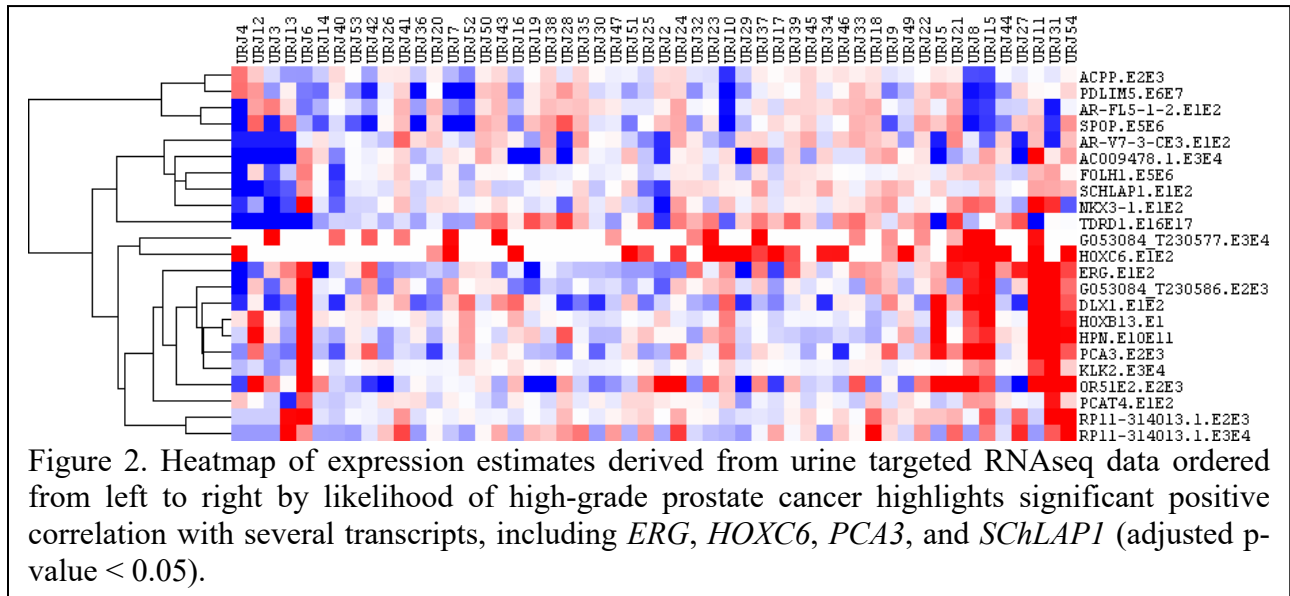 URJ4 URJ12 URJ3 URJ13 URJ6 URJ14 URJ40 URJ53 URJ42 URJ26 URJ41 URJ36 URJ20 URJ7 URJ52 URJ50 URJ43 URJ16 URJ19 URJ38 URJ28 URJ35 URJ30 URJ47 URJ51 URJ25 URJ2 URJ24 URJ32 URJ23 URJ10 URJ29 URJ37 URJ17 URJ39 URJ45 URJ34 URJ46 URJ33 URJ18 URJ9 URJ49 URJ22 URJ5 URJ21 URJ8 URJ15 URJ44 URJ27 URJ11 URJ31 URJ54
ACPP.E2E3
PDLIM5.E6E7
AR-FL5-1-2.E1E2
SPOP.E5E6
AR-V7-3-CE3.E1E2
AC009478.1.E3E4
FOLH1.E5E6
SCHLAP1.E1E2
NKX3-1.E1E2
TDRD1.E16E17
G053084_T230577.E3E4
HOXC6.E1E2
ERG.E1E2
G053084_T230586.E2E3
DLX1.E1E2
HOXB13.E1
HPN.E10E11
PCA3.E2E3
KLK2.E3E4
OR51E2.E2E3
PCAT4.E1E2
RP11-314O13.1.E2E3
RP11-314O13.1.E3E4
Figure 2. Heatmap of expression estimates derived from urine targeted RNAseq data ordered
from left to right by likelihood of high-grade prostate cancer highlights significant positive
correlation with several transcripts, including ERG, HOXC6, PCA3, and SChLAP1 (adjusted p-
value < 0.05).